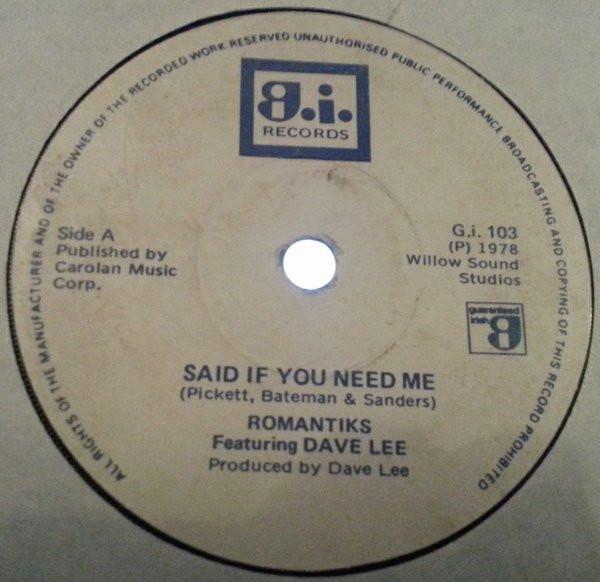 ALL RIGHTS OF THE MANUFACTURER AND OF THE OWNER OF THE RECORDED WORK RESERVED UNAUTHORISED PUBLIC PERFORMANCE BROADCASTING AND COPYING OF THIS RECORD PROHIBITED
g.i.
RECORDS
Side A
Published by
Carolan Music
Corp.
G.i. 103
(P) 1978
Willow Sound
Studios
guaranteed
irish
SAID IF YOU NEED ME
(Pickett, Bateman & Sanders)
ROMANTIKS
Featuring DAVE LEE
Produced by Dave Lee